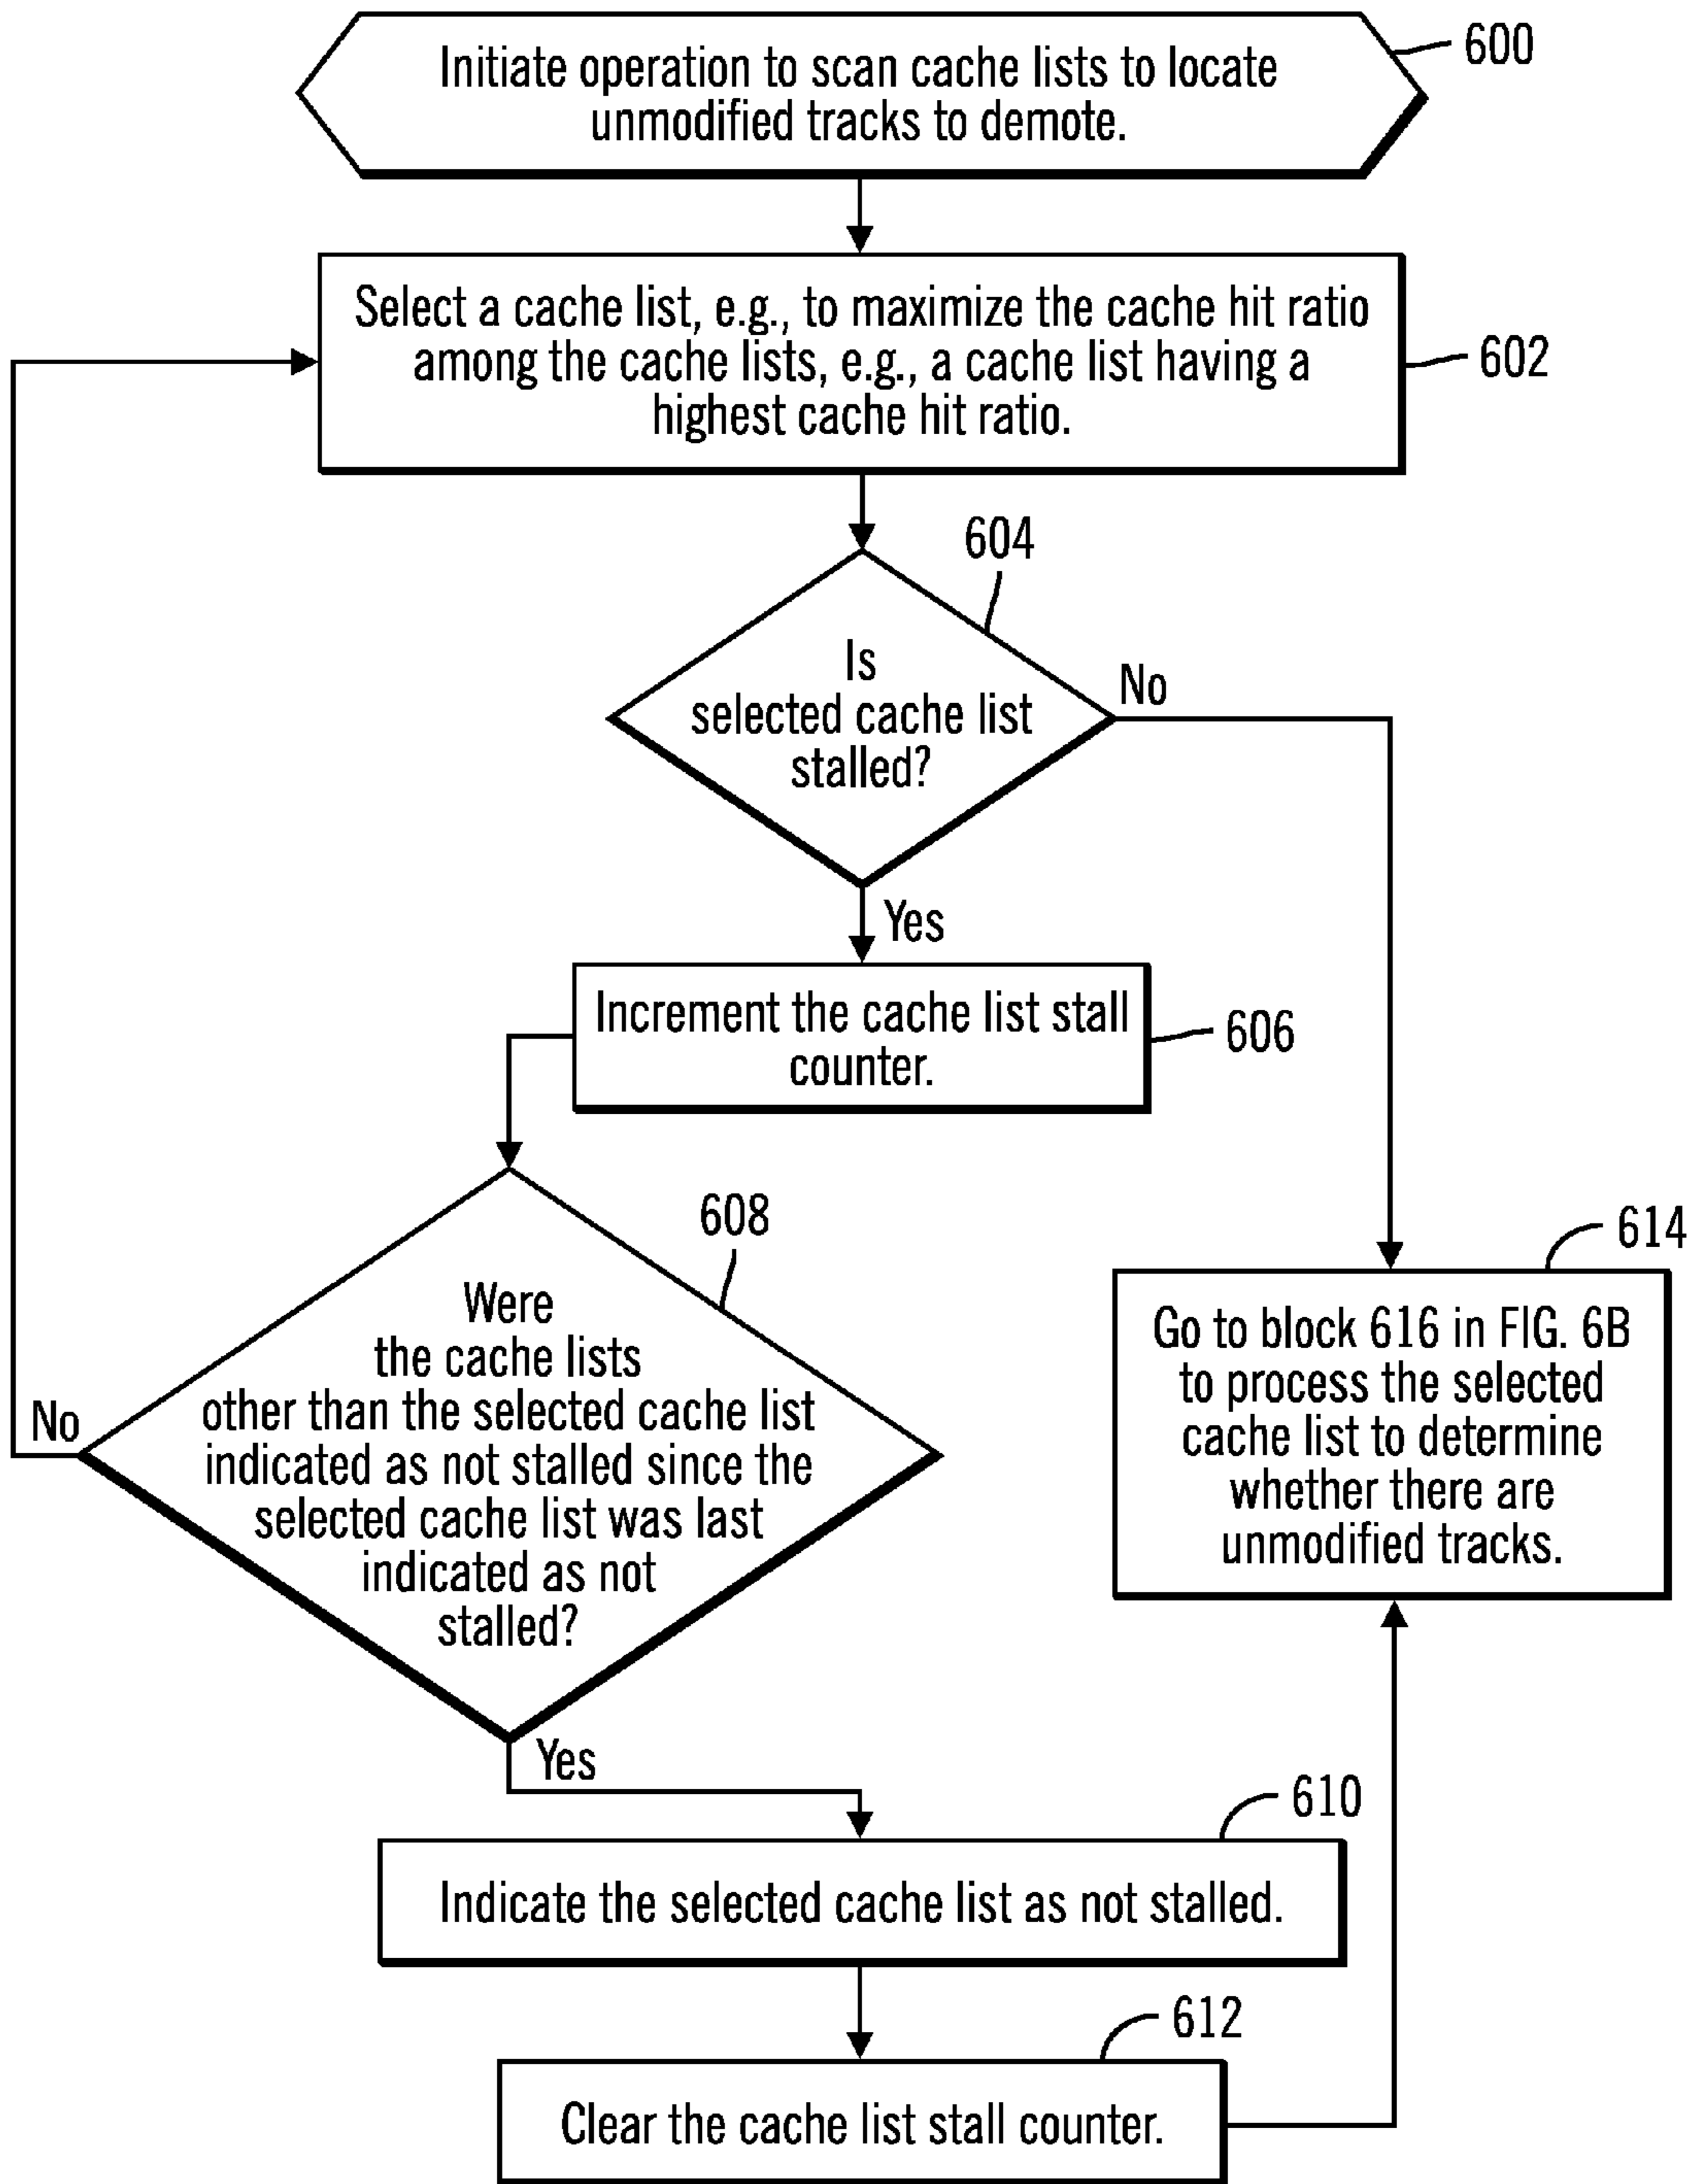 Initiate operation to scan cache lists to locate
unmodified tracks to demote.
600
Select a cache list, e.g., to maximize the cache hit ratio
among the cache lists, e.g., a cache list having a
highest cache hit ratio.
602
604
Is
selected cache list
stalled?
No
Yes
Increment the cache list stall
counter.
606
608
Were
the cache lists
other than the selected cache list
indicated as not stalled since the
selected cache list was last
indicated as not
stalled?
No
Yes
614
Go to block 616 in FIG. 6B
to process the selected
cache list to determine
whether there are
unmodified tracks.
610
Indicate the selected cache list as not stalled.
612
Clear the cache list stall counter.